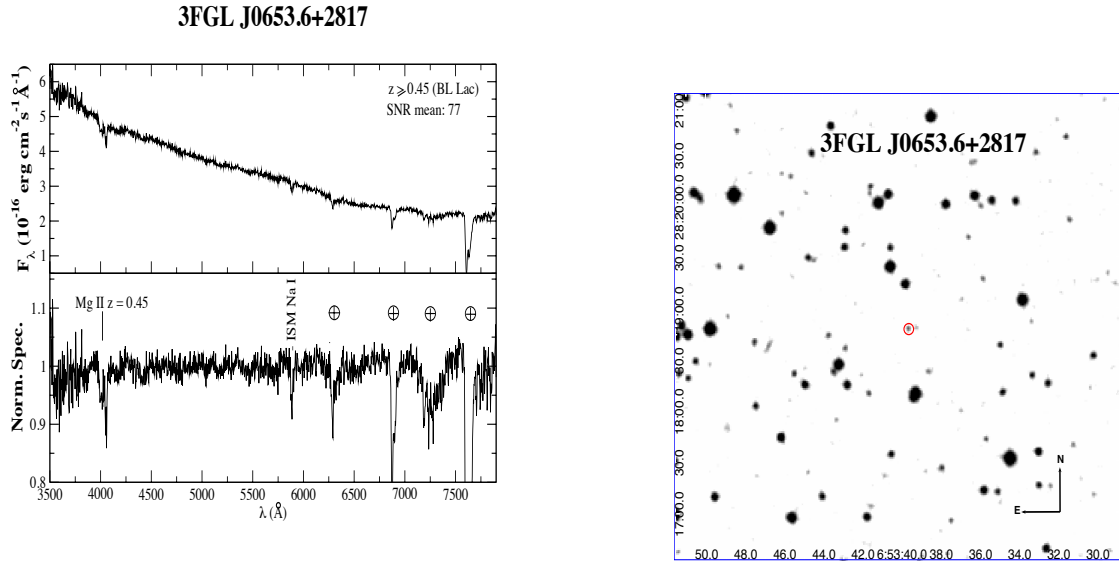 3FGL J0653.6+2817
z ⩾ 0.45 (BL Lac)
SNR mean: 77
F_λ (10^-16 erg cm^-2 s^-1 Å^-1)
6
5
4
3
2
1
Mg II z = 0.45
ISM Na I
⊕ ⊕ ⊕ ⊕
Norm. Spec.
1.1
1
0.9
0.8
3500 4000 4500 5000 5500 6000 6500 7000 7500
λ (Å)
3FGL J0653.6+2817
21:00
30.0
28:20:00.0
30.0
18:00.0
30.0
17:00.0
N
E
50.0 48.0 46.0 44.0 42.0 6:53:40.0 38.0 36.0 34.0 32.0 30.0